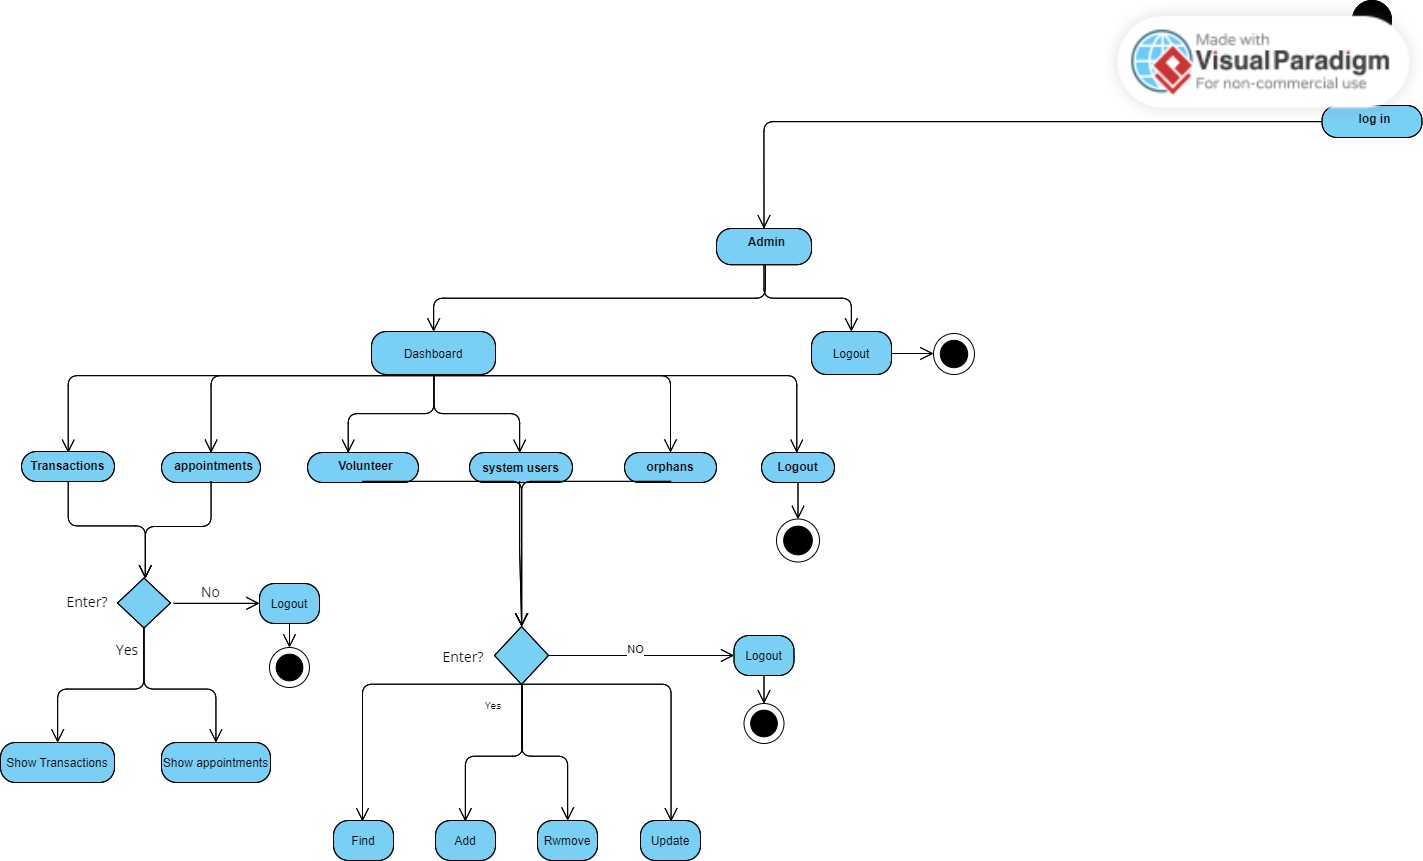 Made with
Visual Paradigm
For non-commercial use
log in
Admin
Dashboard
Logout
Transactions
appointments
Volunteer
system users
orphans
Logout
Enter?
No
Logout
Yes
Enter?
NO
Logout
Yes
Show Transactions
Show appointments
Find
Add
Rwmove
Update